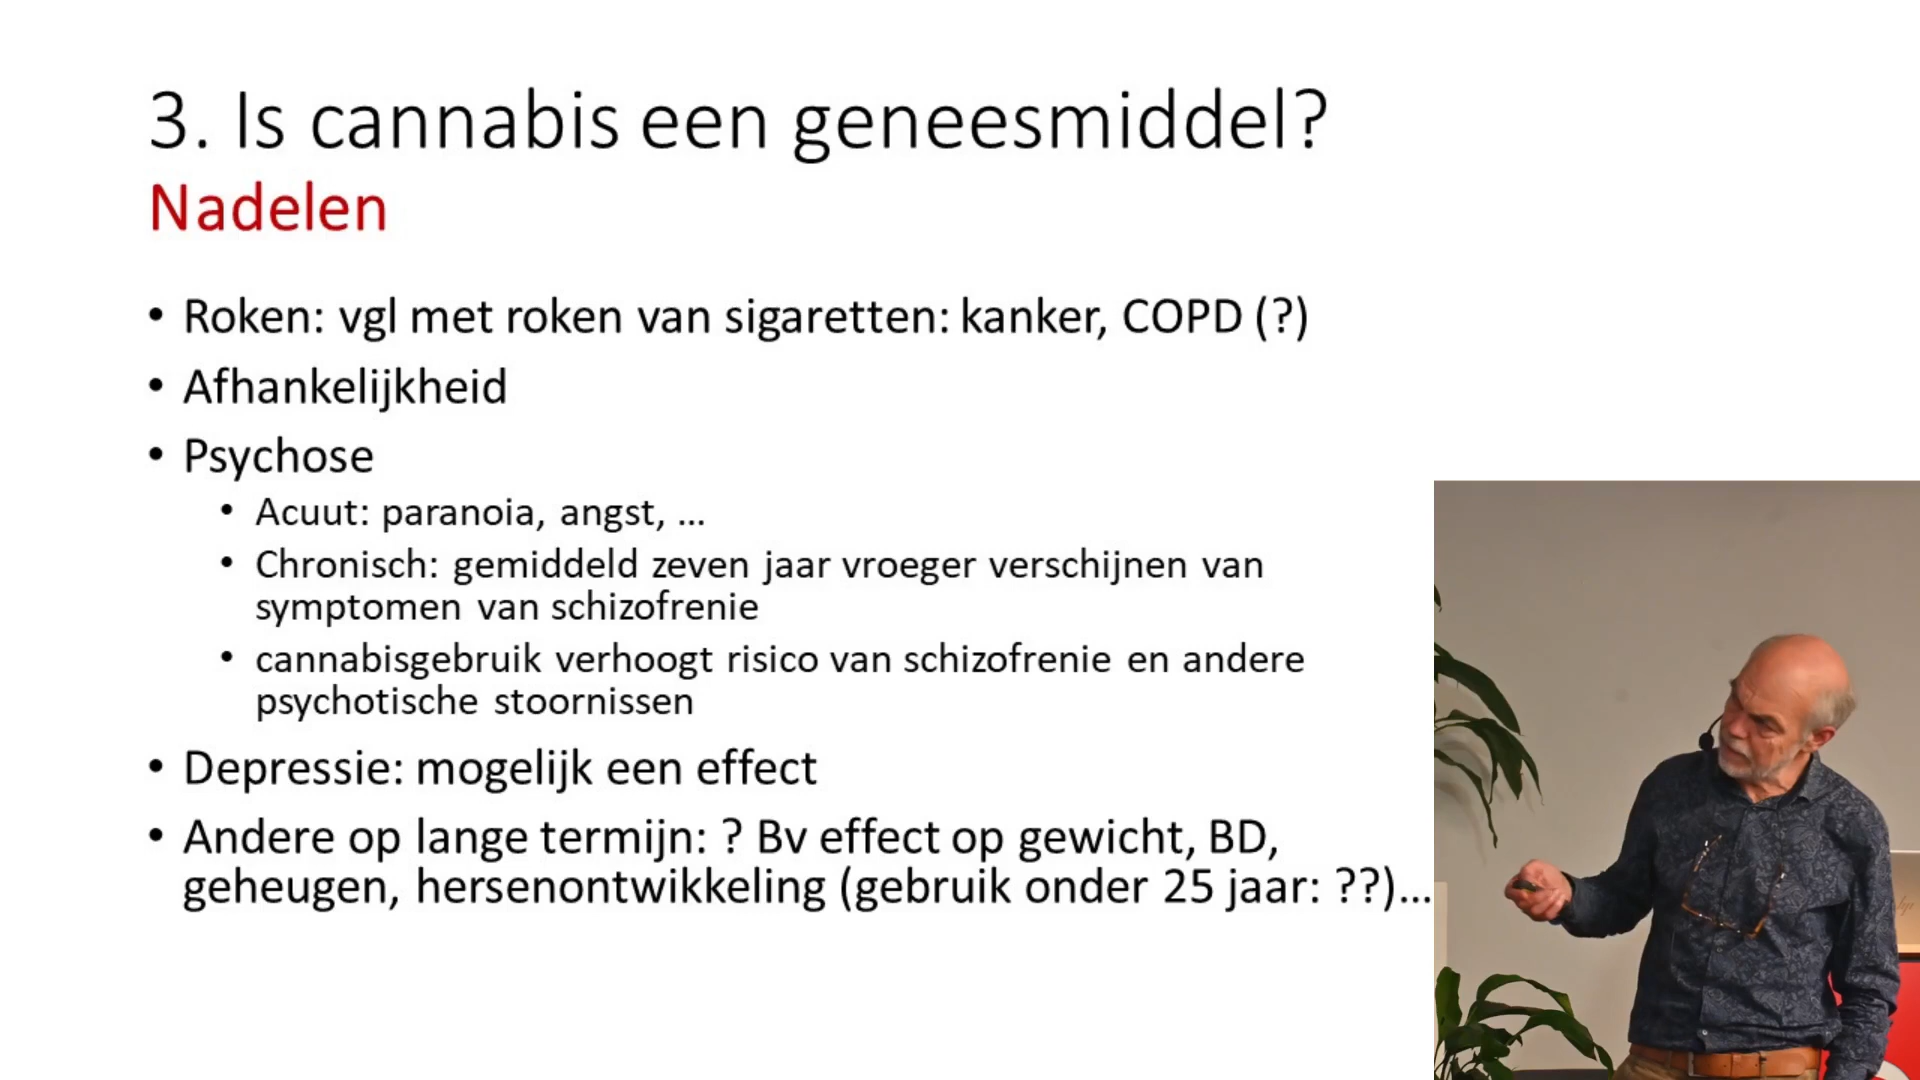 3. Is cannabis een geneesmiddel?
Nadelen
• Roken: vgl met roken van sigaretten: kanker, COPD (?)
• Afhankelijkheid
• Psychose
• Acuut: paranoia, angst, ...
• Chronisch: gemiddeld zeven jaar vroeger verschijnen van
symptomen van schizofrenie
• cannabisgebruik verhoogt risico van schizofrenie en andere
psychotische stoornissen
• Depressie: mogelijk een effect
• Andere op lange termijn: ? Bv effect op gewicht, BD,
geheugen, hersenontwikkeling (gebruik onder 25 jaar: ??)...